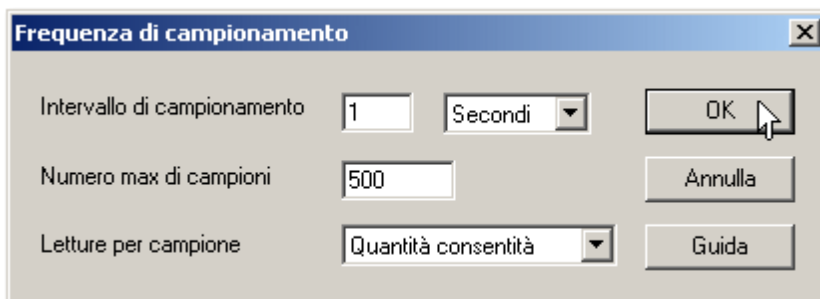 Frequenza di campionamento
Intervallo di campionamento 1 Secondi OK
Numero max di campioni 500 Annulla
Letture per campione Quantità consentità Guida